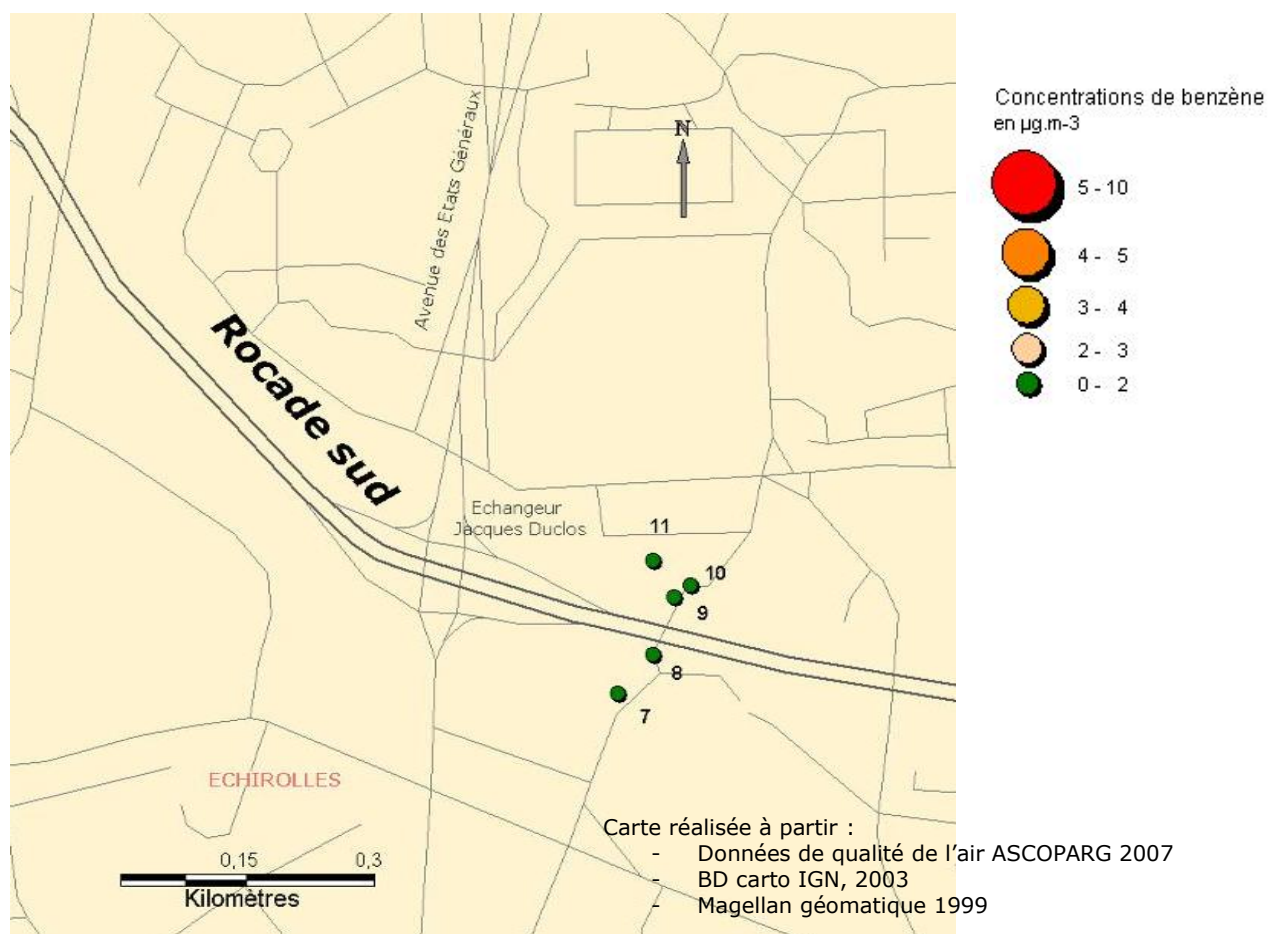 Concentrations de benzène
en µg.m-3
5 - 10
4 - 5
3 - 4
2 - 3
0 - 2
N
Avenue des Etats Généraux
Rocade sud
Echangeur
Jacques Duclos
11
10
9
8
7
ECHIROLLES
0,15 0,3
Kilomètres
Carte réalisée à partir :
- Données de qualité de l'air ASCOPARG 2007
- BD carto IGN, 2003
- Magellan géomatique 1999